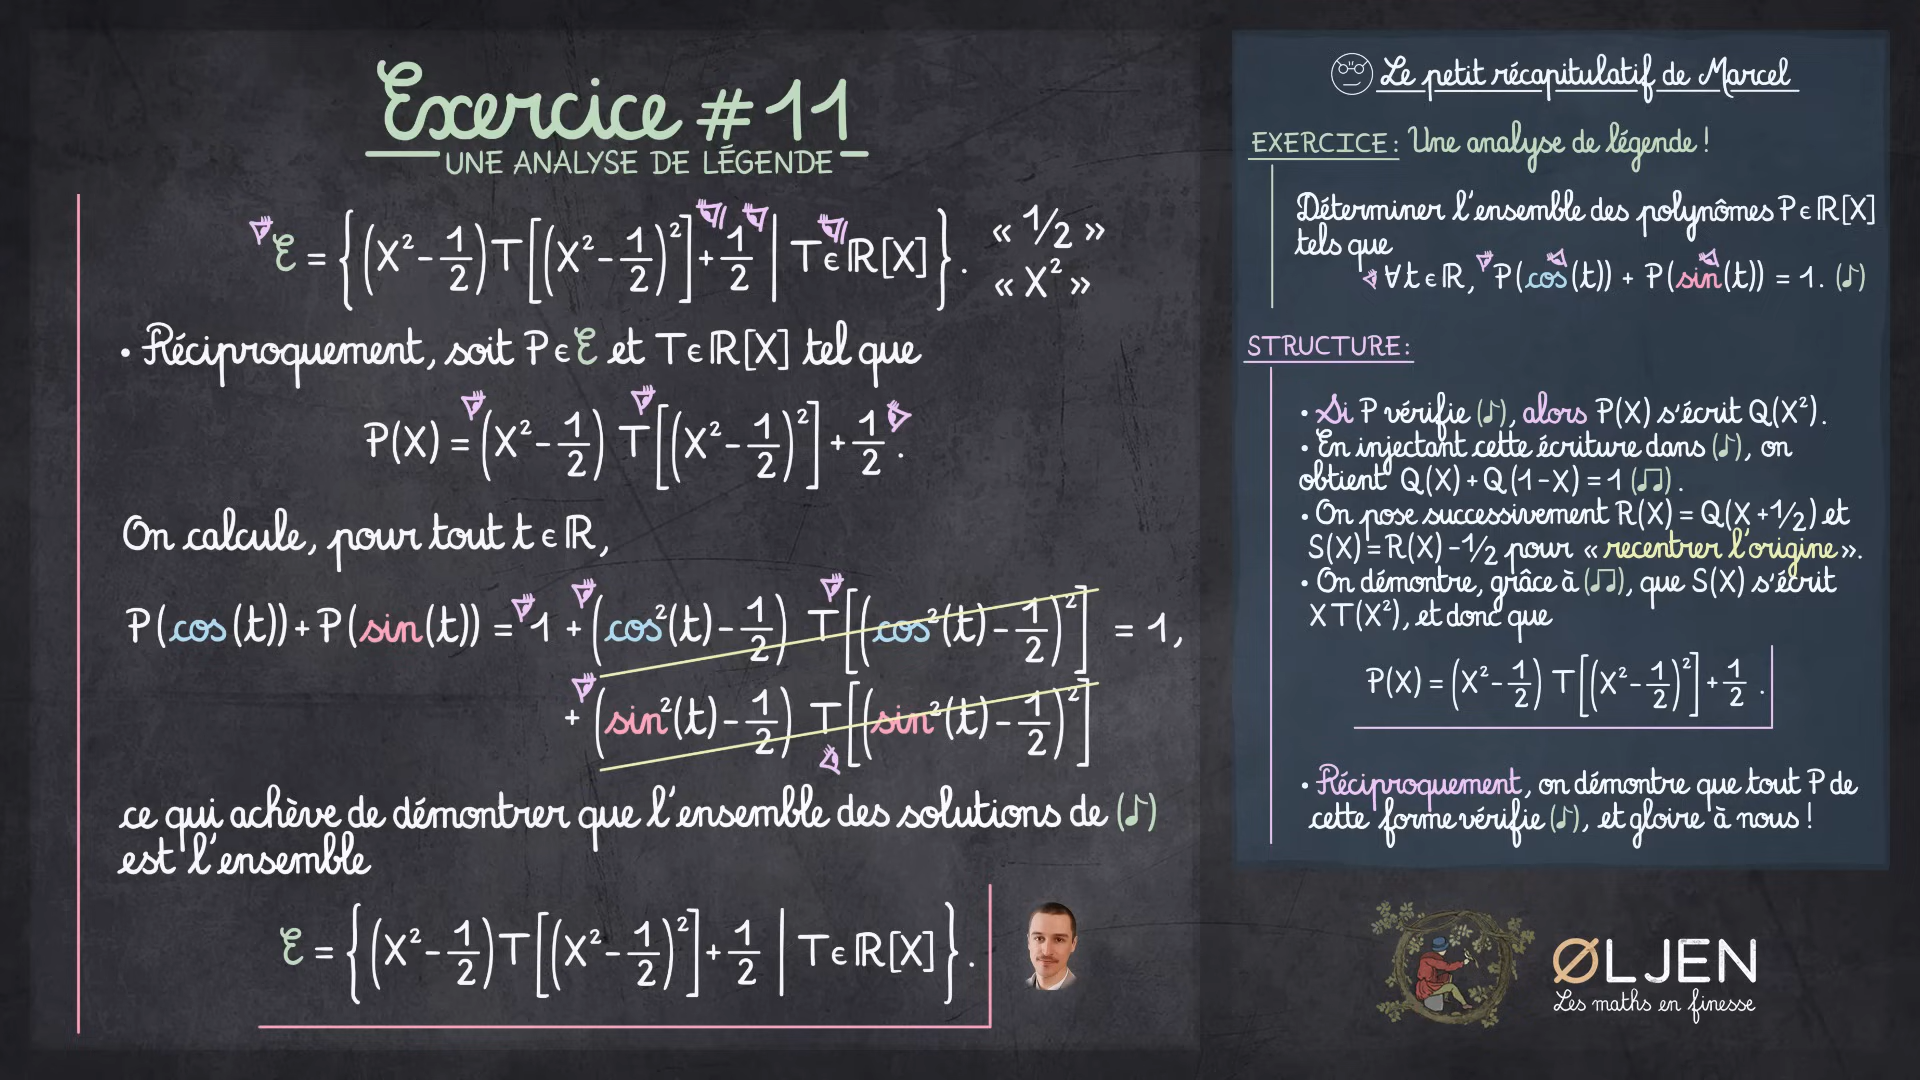 Exercice #11
UNE ANALYSE DE LÉGENDE
ℰ = { (X² - 1/2) T [ (X² - 1/2)² ] + 1/2 | T ∈ ℝ[X] }. « 1/2 »
« X² »
• Réciproquement, soit P ∈ ℰ et T ∈ ℝ[X] tel que
P(X) = (X² - 1/2) T [ (X² - 1/2)² ] + 1/2 .
On calcule, pour tout t ∈ ℝ,
P(cos(t)) + P(sin(t)) = 1 + (cos²(t) - 1/2) T [ (cos²(t) - 1/2)² ] = 1,
+ (sin²(t) - 1/2) T [ (sin²(t) - 1/2)² ]
ce qui achève de démontrer que l'ensemble des solutions de (♪)
est l'ensemble
ℰ = { (X² - 1/2) T [ (X² - 1/2)² ] + 1/2 | T ∈ ℝ[X] }.
Le petit récapitulatif de Marcel
EXERCICE: Une analyse de légende !
Déterminer l'ensemble des polynômes P ∈ ℝ[X]
tels que
∀t ∈ ℝ, P(cos(t)) + P(sin(t)) = 1. (♪)
STRUCTURE:
• Si P vérifie (♪), alors P(X) s'écrit Q(X²).
• En injectant cette écriture dans (♪), on
obtient Q(X) + Q(1-X) = 1 (♫).
• On pose successivement R(X) = Q(X + 1/2) et
S(X) = R(X) - 1/2 pour « recentrer l'origine ».
• On démontre, grâce à (♫), que S(X) s'écrit
X T(X²), et donc que
P(X) = (X² - 1/2) T [ (X² - 1/2)² ] + 1/2 .
• Réciproquement, on démontre que tout P de
cette forme vérifie (♪), et gloire à nous !
ØLJEN
Les maths en finesse